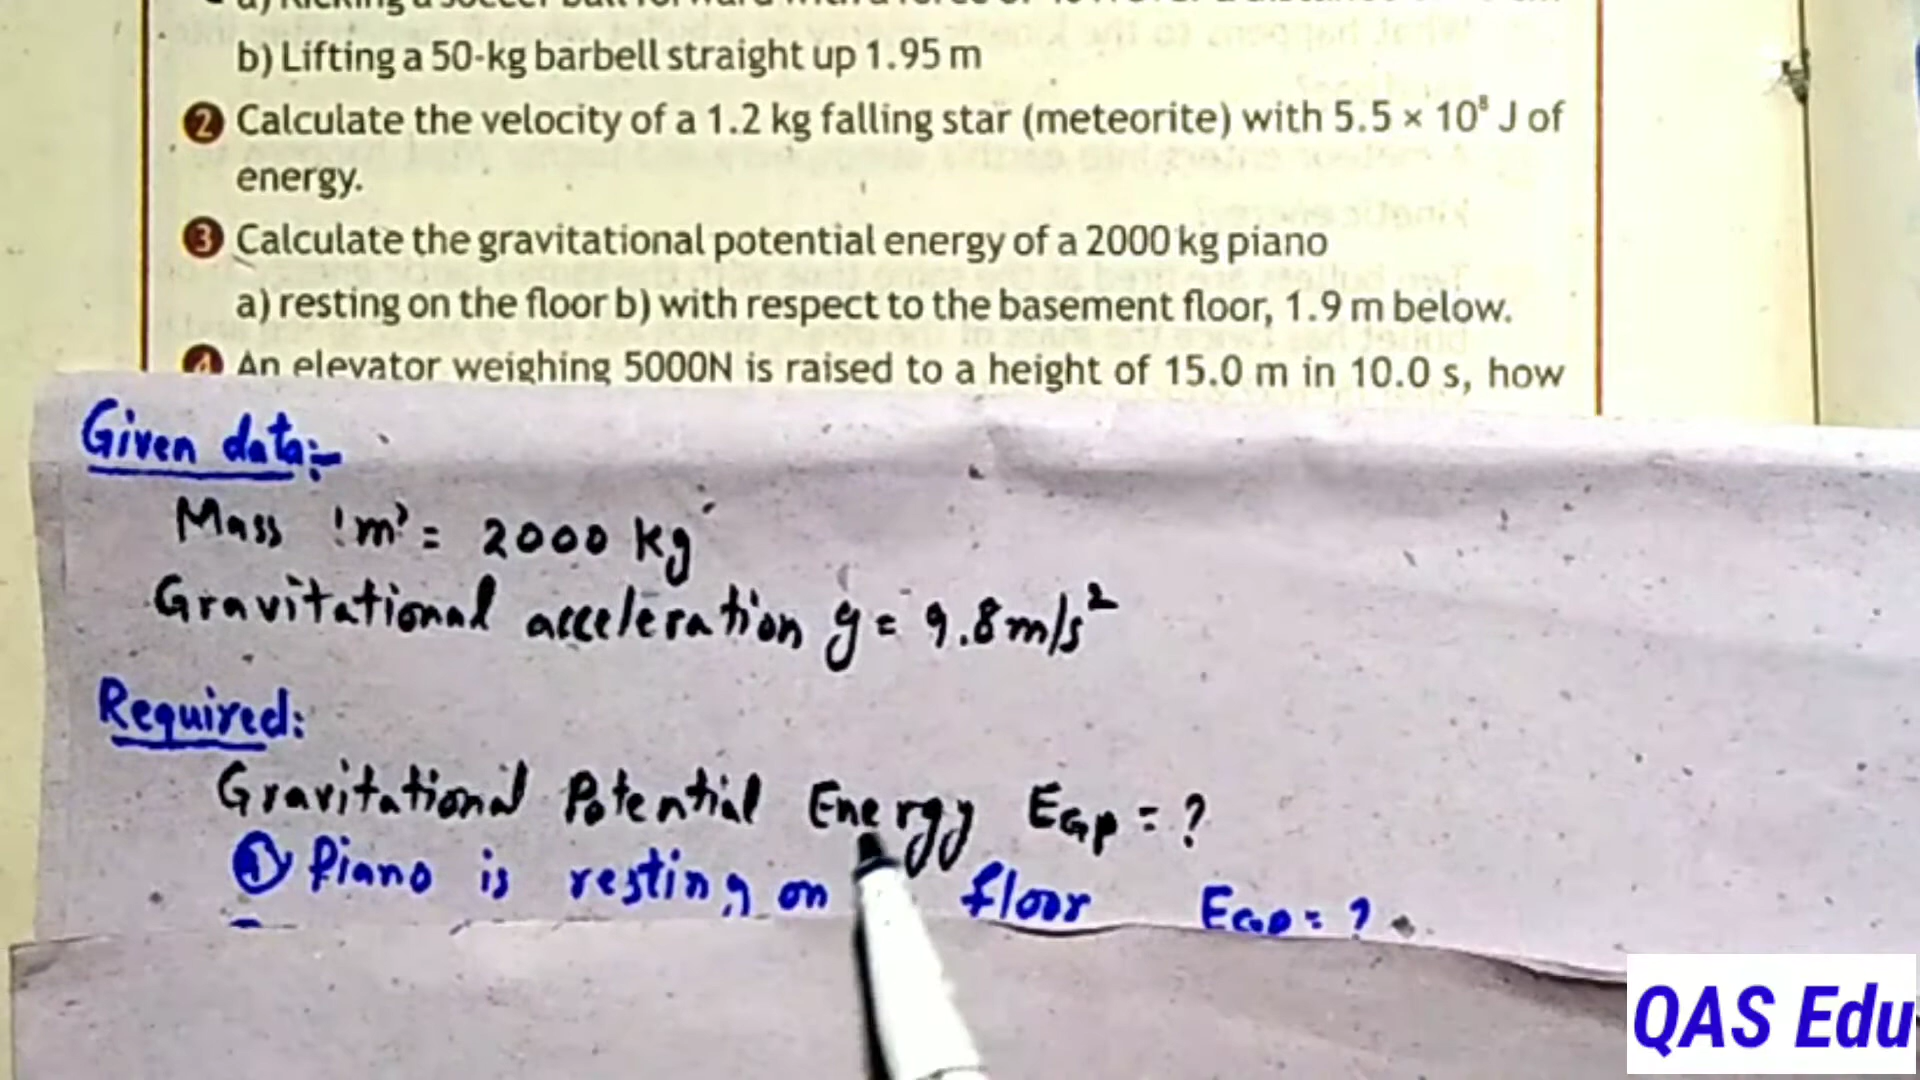 b) Lifting a 50-kg barbell straight up 1.95 m
2 Calculate the velocity of a 1.2 kg falling star (meteorite) with 5.5 × 10⁸ J of
energy.
3 Calculate the gravitational potential energy of a 2000 kg piano
a) resting on the floor b) with respect to the basement floor, 1.9 m below.
4 An elevator weighing 5000N is raised to a height of 15.0 m in 10.0 s, how
Given data:-
Mass 'm' = 2000 kg
Gravitational acceleration g = 9.8 m/s²
Required:
Gravitational Potential Energy EGP = ?
Piano is resting on floor EGP = ?
QAS Edu